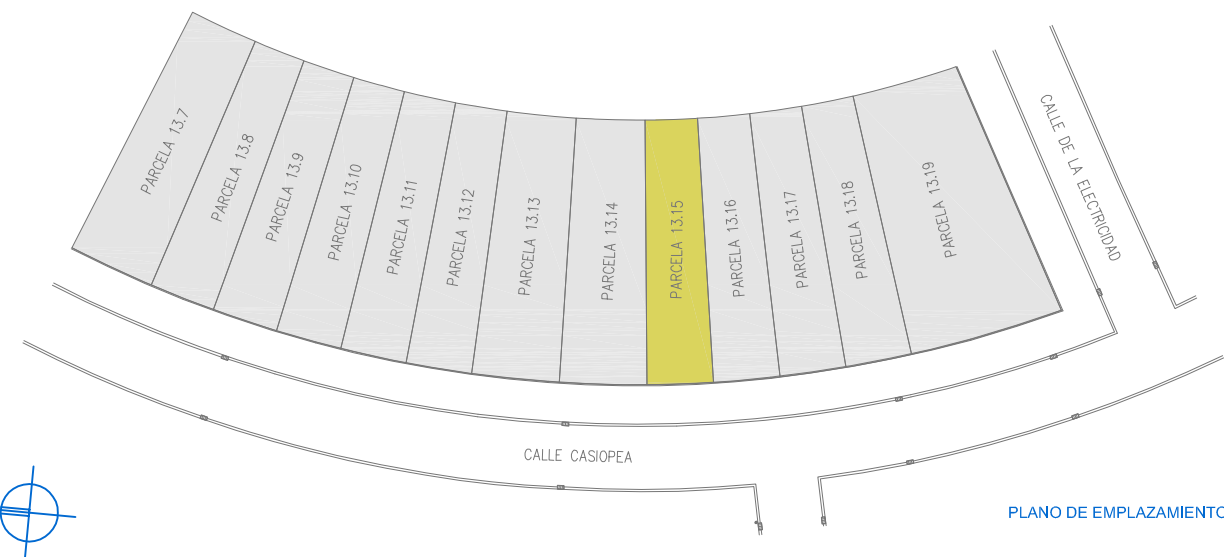 PARCELA 13.7
PARCELA 13.8
PARCELA 13.9
PARCELA 13.10
PARCELA 13.11
PARCELA 13.12
PARCELA 13.13
PARCELA 13.14
PARCELA 13.15
PARCELA 13.16
PARCELA 13.17
PARCELA 13.18
PARCELA 13.19
CALLE DE LA ELECTRICIDAD
CALLE CASIOPEA
PLANO DE EMPLAZAMIENTO